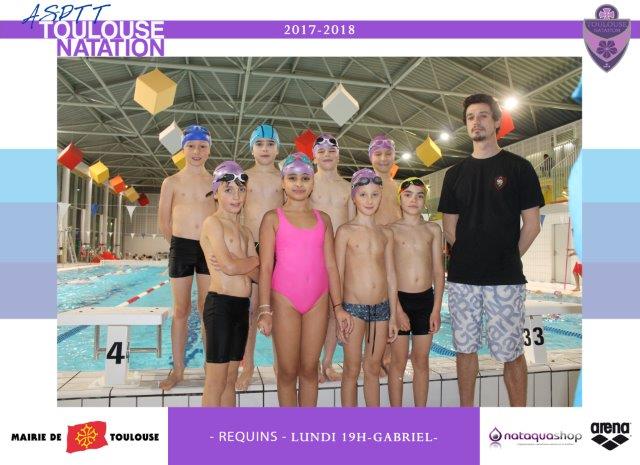 ASPTT
TOULOUSE
NATATION
2017-2018
TOULOUSE
NATATION
4
33
MAIRIE DE TOULOUSE
- REQUINS - LUNDI 19H-GABRIEL-
nataquashop
arena